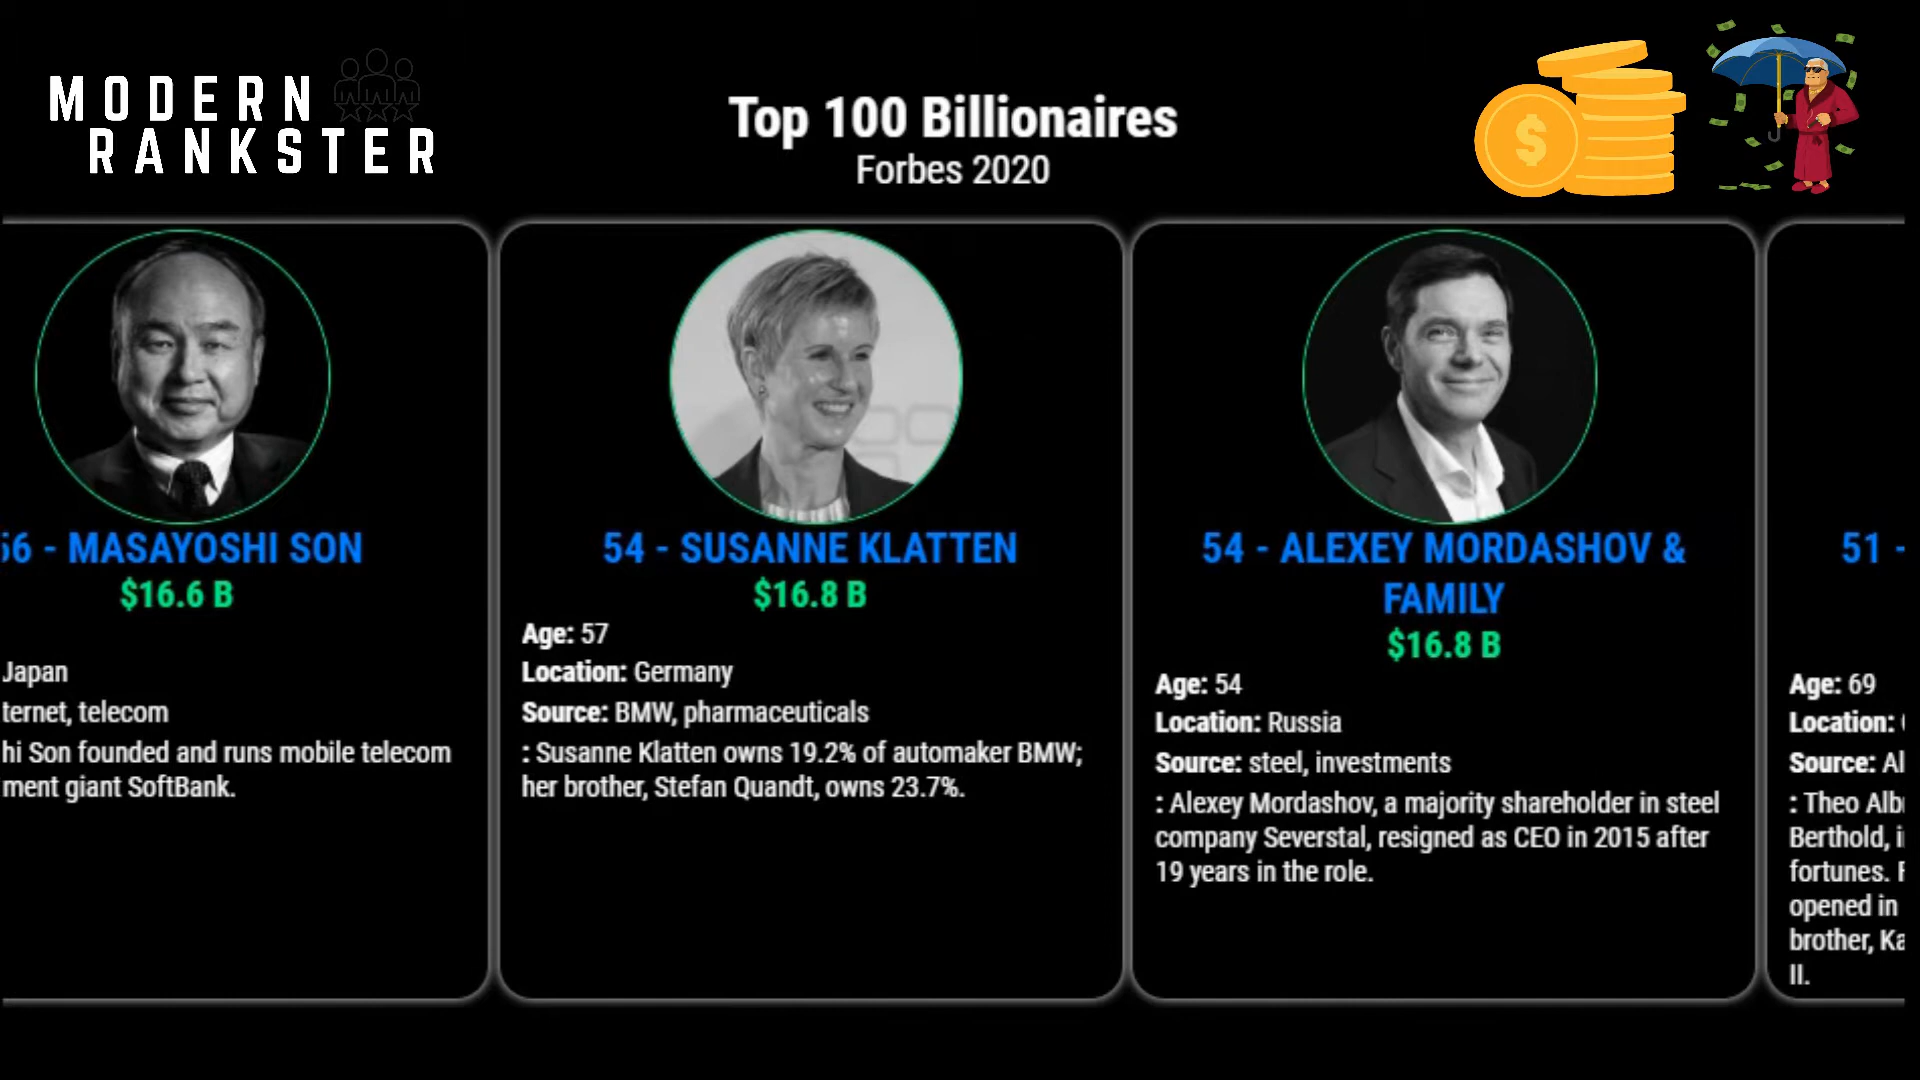 MODERN
RANKSTER
Top 100 Billionaires
Forbes 2020
$
56 - MASAYOSHI SON
$16.6 B
Japan
ternet, telecom
hi Son founded and runs mobile telecom
ment giant SoftBank.
54 - SUSANNE KLATTEN
$16.8 B
Age: 57
Location: Germany
Source: BMW, pharmaceuticals
: Susanne Klatten owns 19.2% of automaker BMW;
her brother, Stefan Quandt, owns 23.7%.
54 - ALEXEY MORDASHOV &
FAMILY
$16.8 B
Age: 54
Location: Russia
Source: steel, investments
: Alexey Mordashov, a majority shareholder in steel
company Severstal, resigned as CEO in 2015 after
19 years in the role.
51 -
Age: 69
Location:
Source: Al
: Theo Alb
Berthold, i
fortunes. F
opened in
brother, Ka
II.